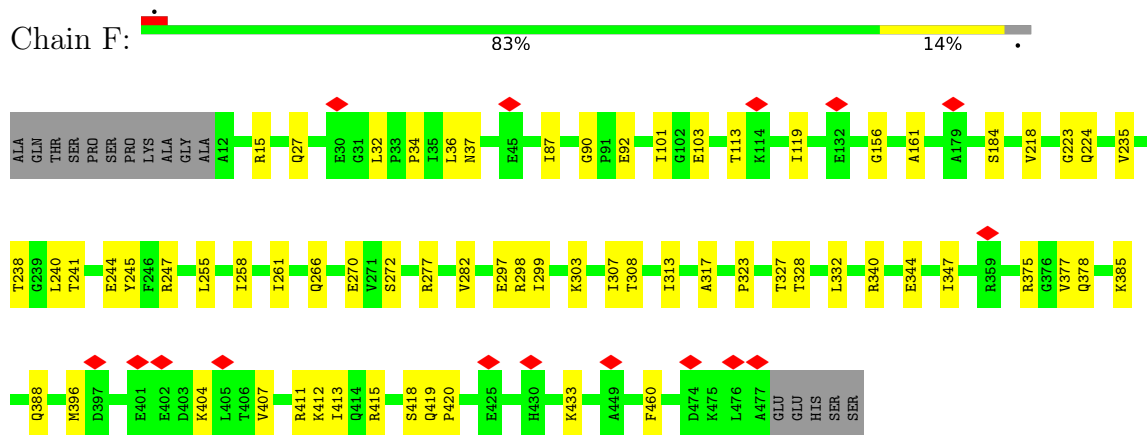 Chain F:
•
83%
14%
•
ALA GLN THR SER PRO SER PRO LYS ALA GLY ALA A12 R15 Q27 E30 G31 L32 P33 P34 I35 L36 N37 E45 I87 G90 P91 E92 I101 G102 E103 T113 K114 I119 E132 G156 A161 A179 S184 V218 G223 Q224 V235
T238 G239 L240 T241 E244 Y245 F246 R247 L255 I258 I261 Q266 E270 V271 S272 R277 V282 E297 R298 I299 K303 I307 T308 I313 A317 P323 T327 T328 L332 R340 E344 I347 R359 R375 G376 V377 Q378 K385
Q388 M396 D397 E401 E402 D403 K404 L405 T406 V407 R411 K412 I413 Q414 R415 S418 Q419 P420 E425 H430 K433 A449 F460 D474 K475 L476 A477 GLU GLU HIS SER SER